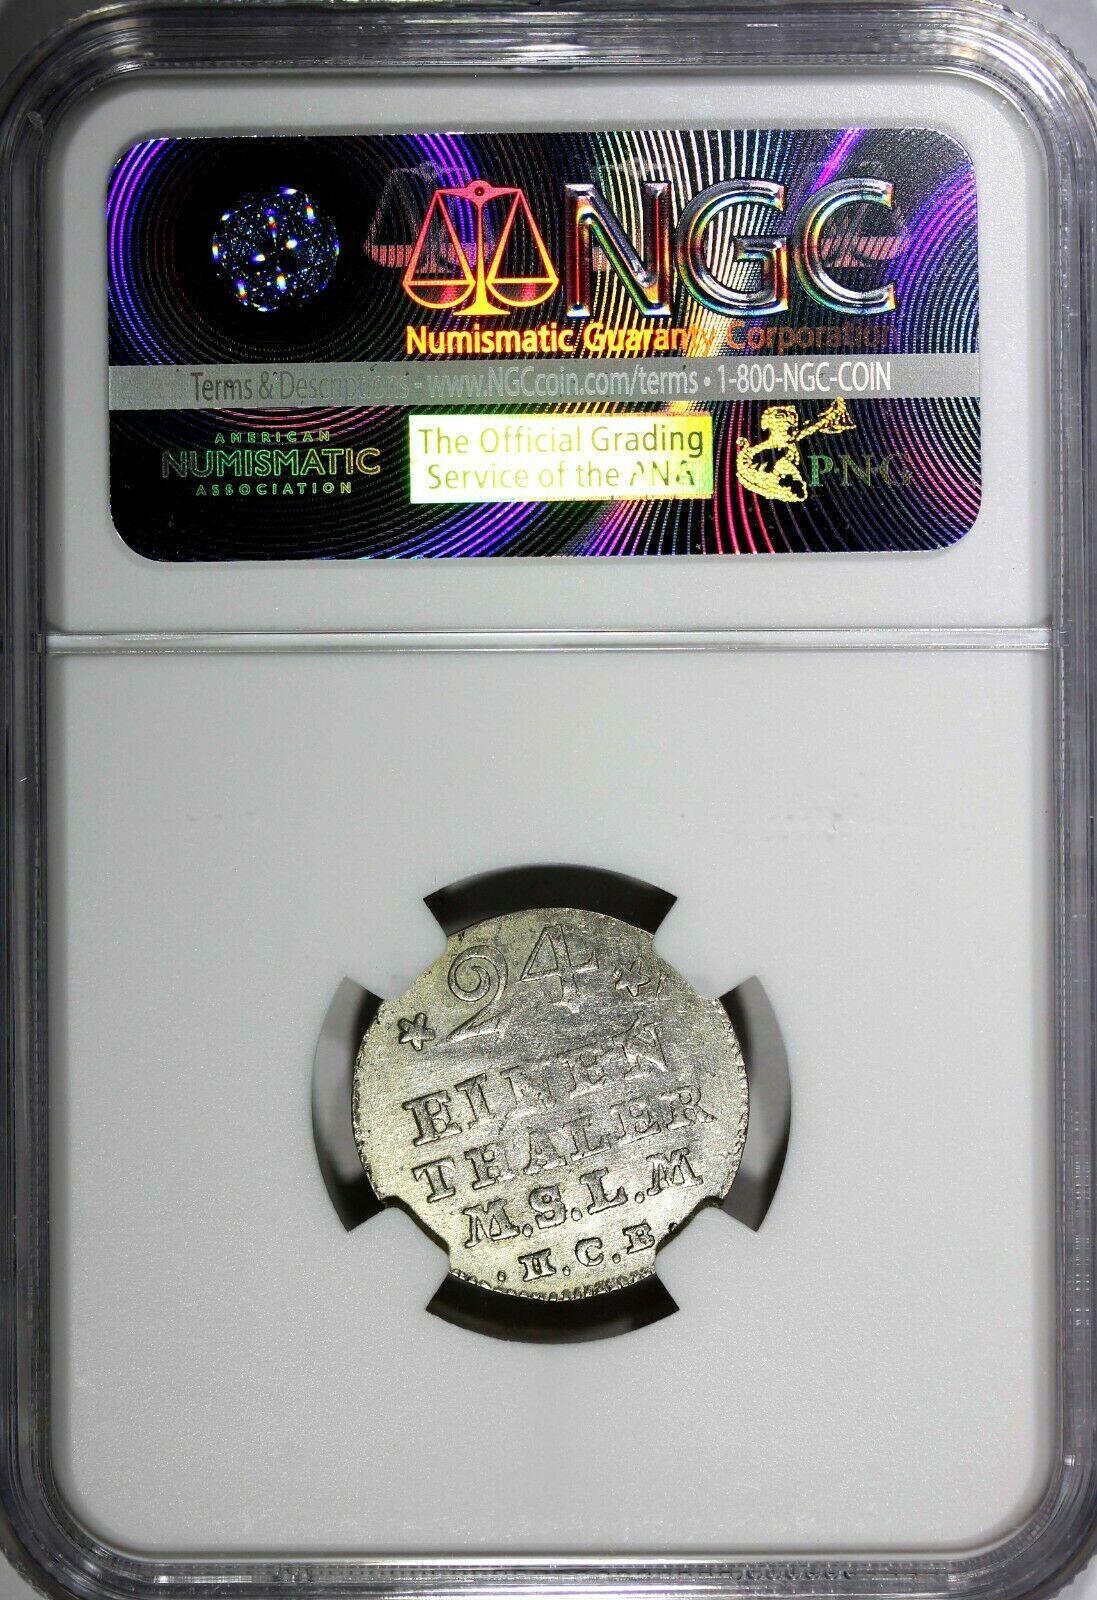 NGC
Numismatic Guaranty Corporation
Terms & Descriptions - www.NGCcoin.com/terms • 1-800-NGC-COIN
AMERICAN
NUMISMATIC
ASSOCIATION
The Official Grading
Service of the PNG
PNG
* 24 *
EINEN
THALER
M.S.L.M
.H.C.B.